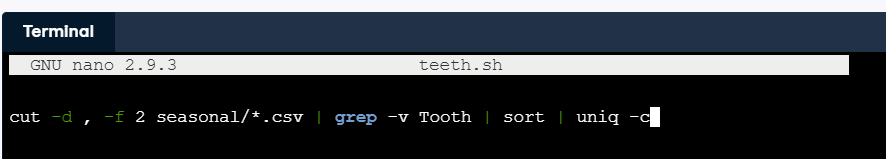 Terminal
GNU nano 2.9.3 teeth.sh
cut -d , -f 2 seasonal/*.csv | grep -v Tooth | sort | uniq -c